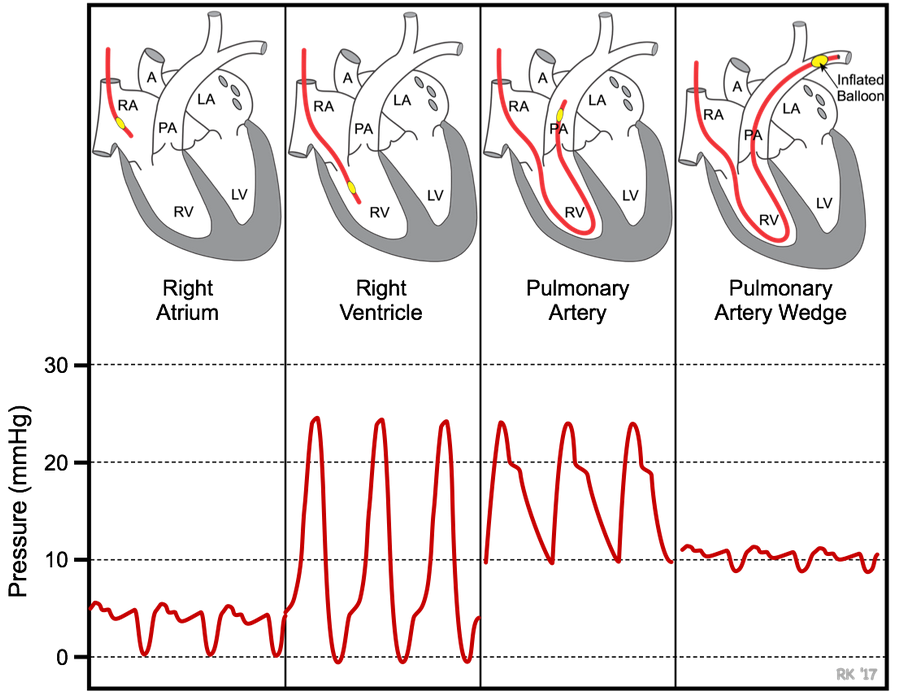 A
RA
LA
PA
RV
LV
A
RA
LA
PA
RV
LV
A
RA
LA
PA
RV
LV
A
RA
LA
PA
RV
LV
Inflated
Balloon
Right
Atrium
Right
Ventricle
Pulmonary
Artery
Pulmonary
Artery Wedge
Pressure (mmHg)
30
20
10
0
RK '17